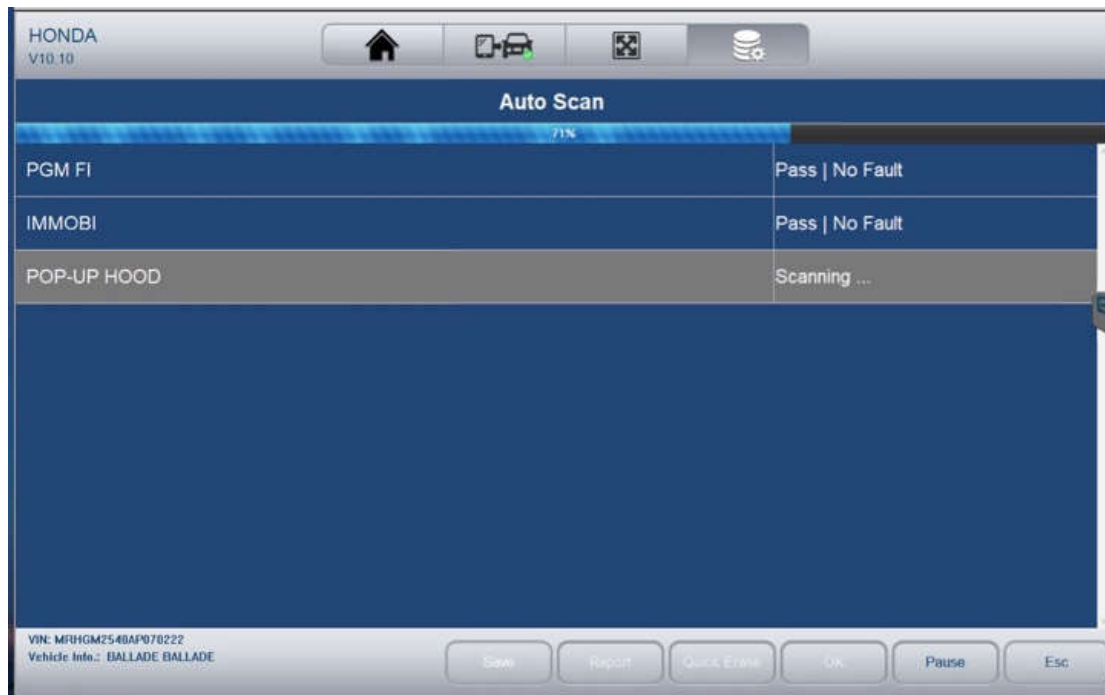 HONDA
V10.10
Auto Scan
71%
PGM FI
Pass | No Fault
IMMOBI
Pass | No Fault
POP-UP HOOD
Scanning ...
VIN: MRHGM2540AP070222
Vehicle Info.: BALLADE BALLADE
Save
Report
Quick Erase
OK
Pause
Esc